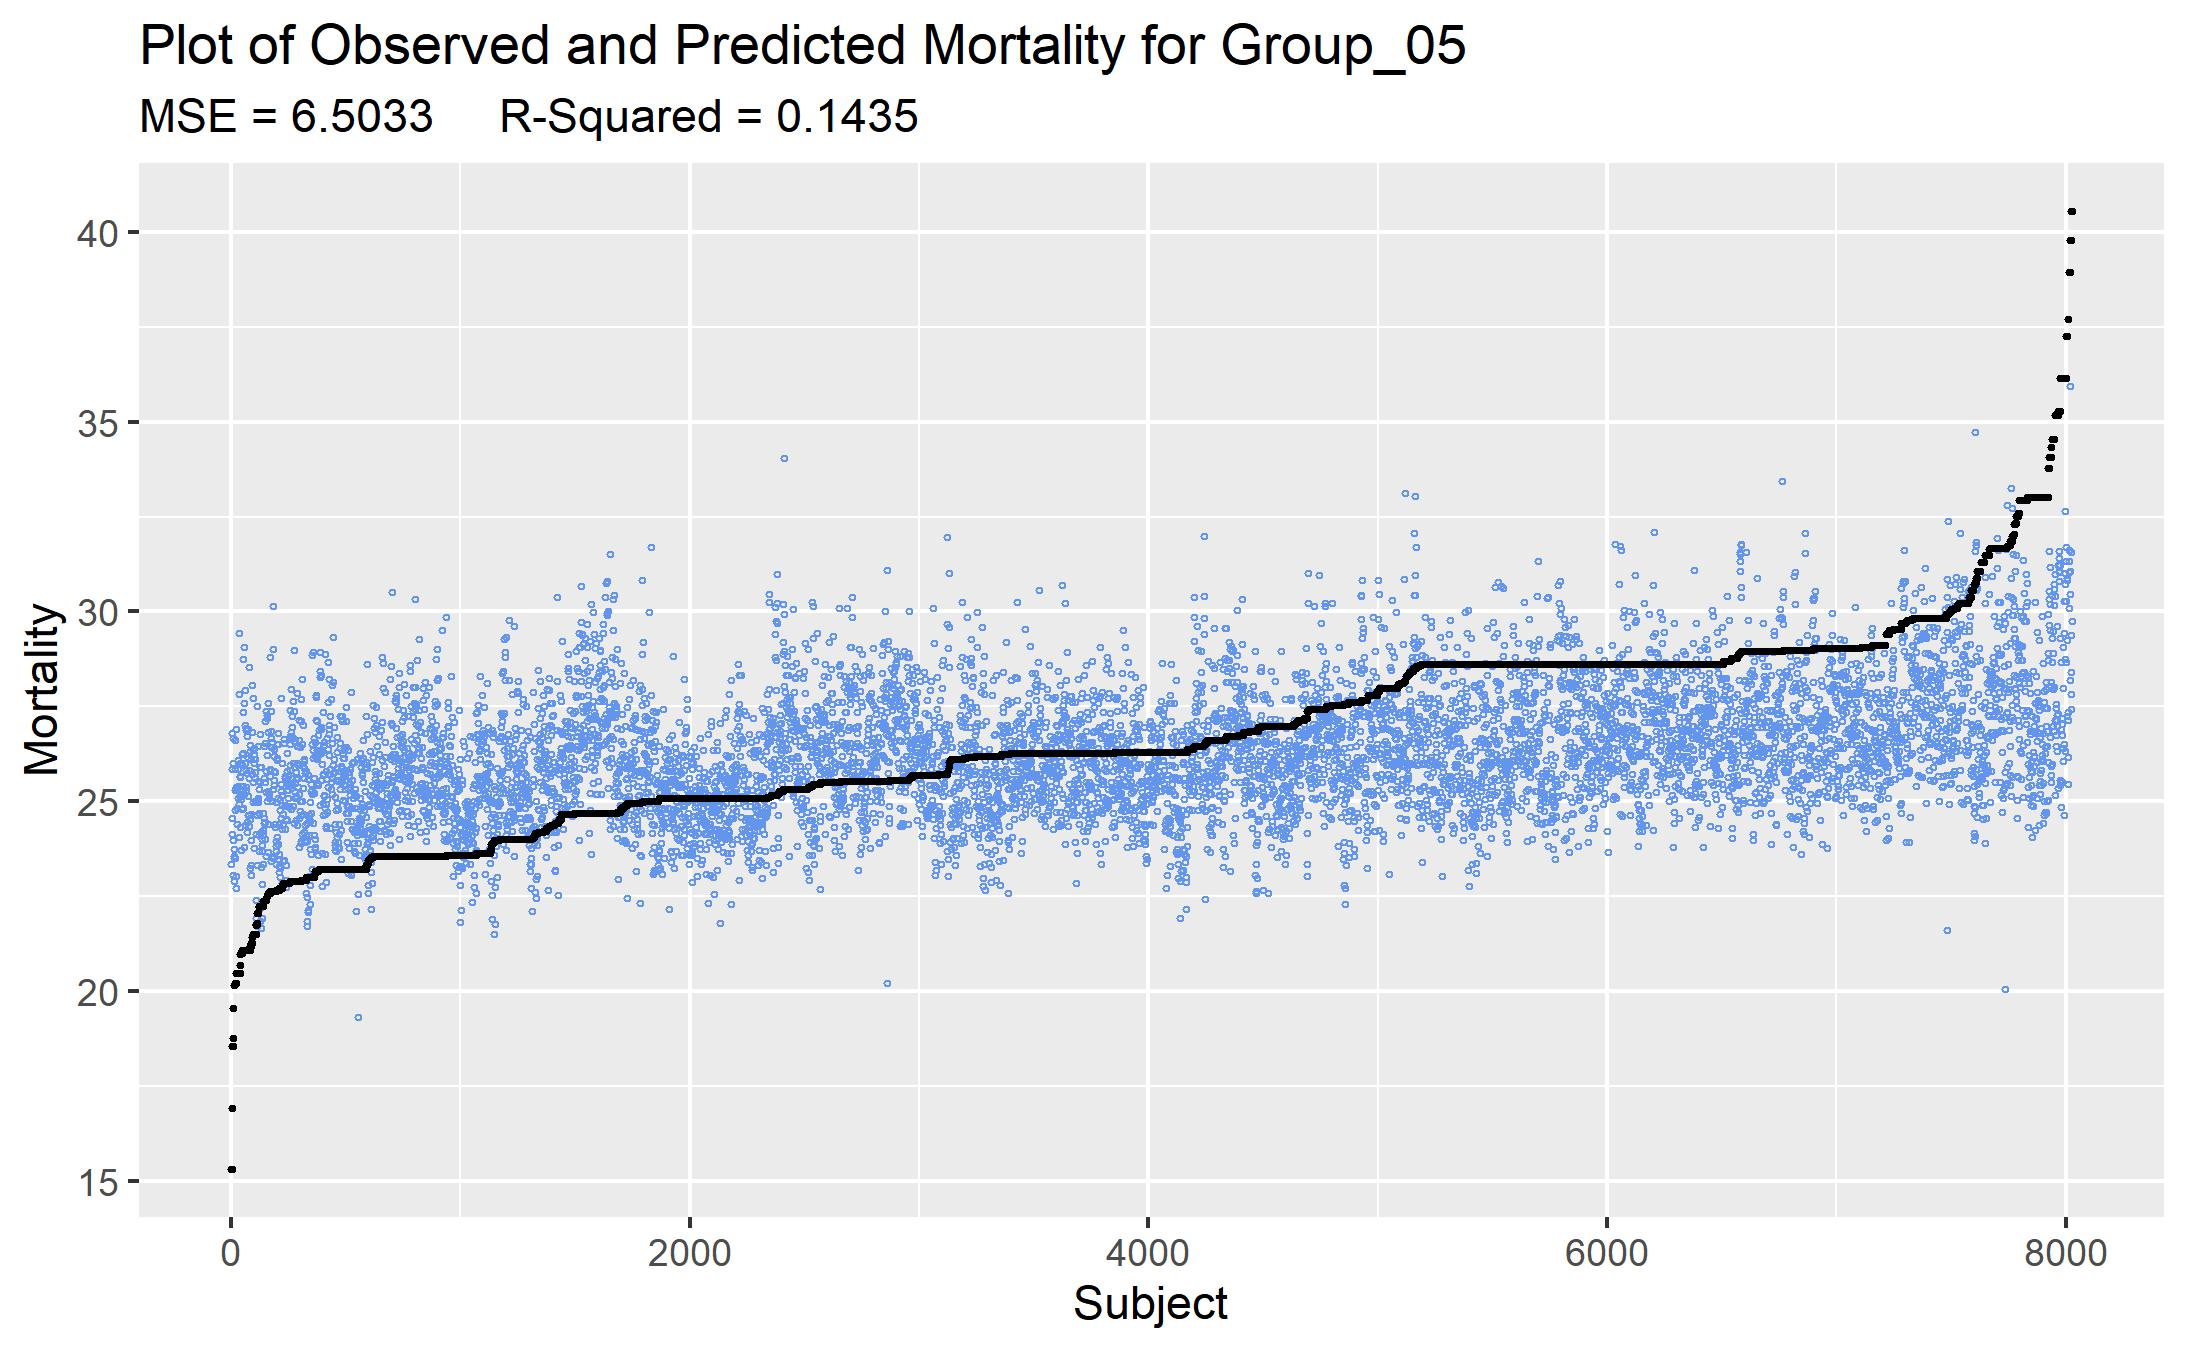 Plot of Observed and Predicted Mortality for Group_05
MSE = 6.5033 R-Squared = 0.1435
40
35
30
25
20
15
Mortality
0 2000 4000 6000 8000
Subject